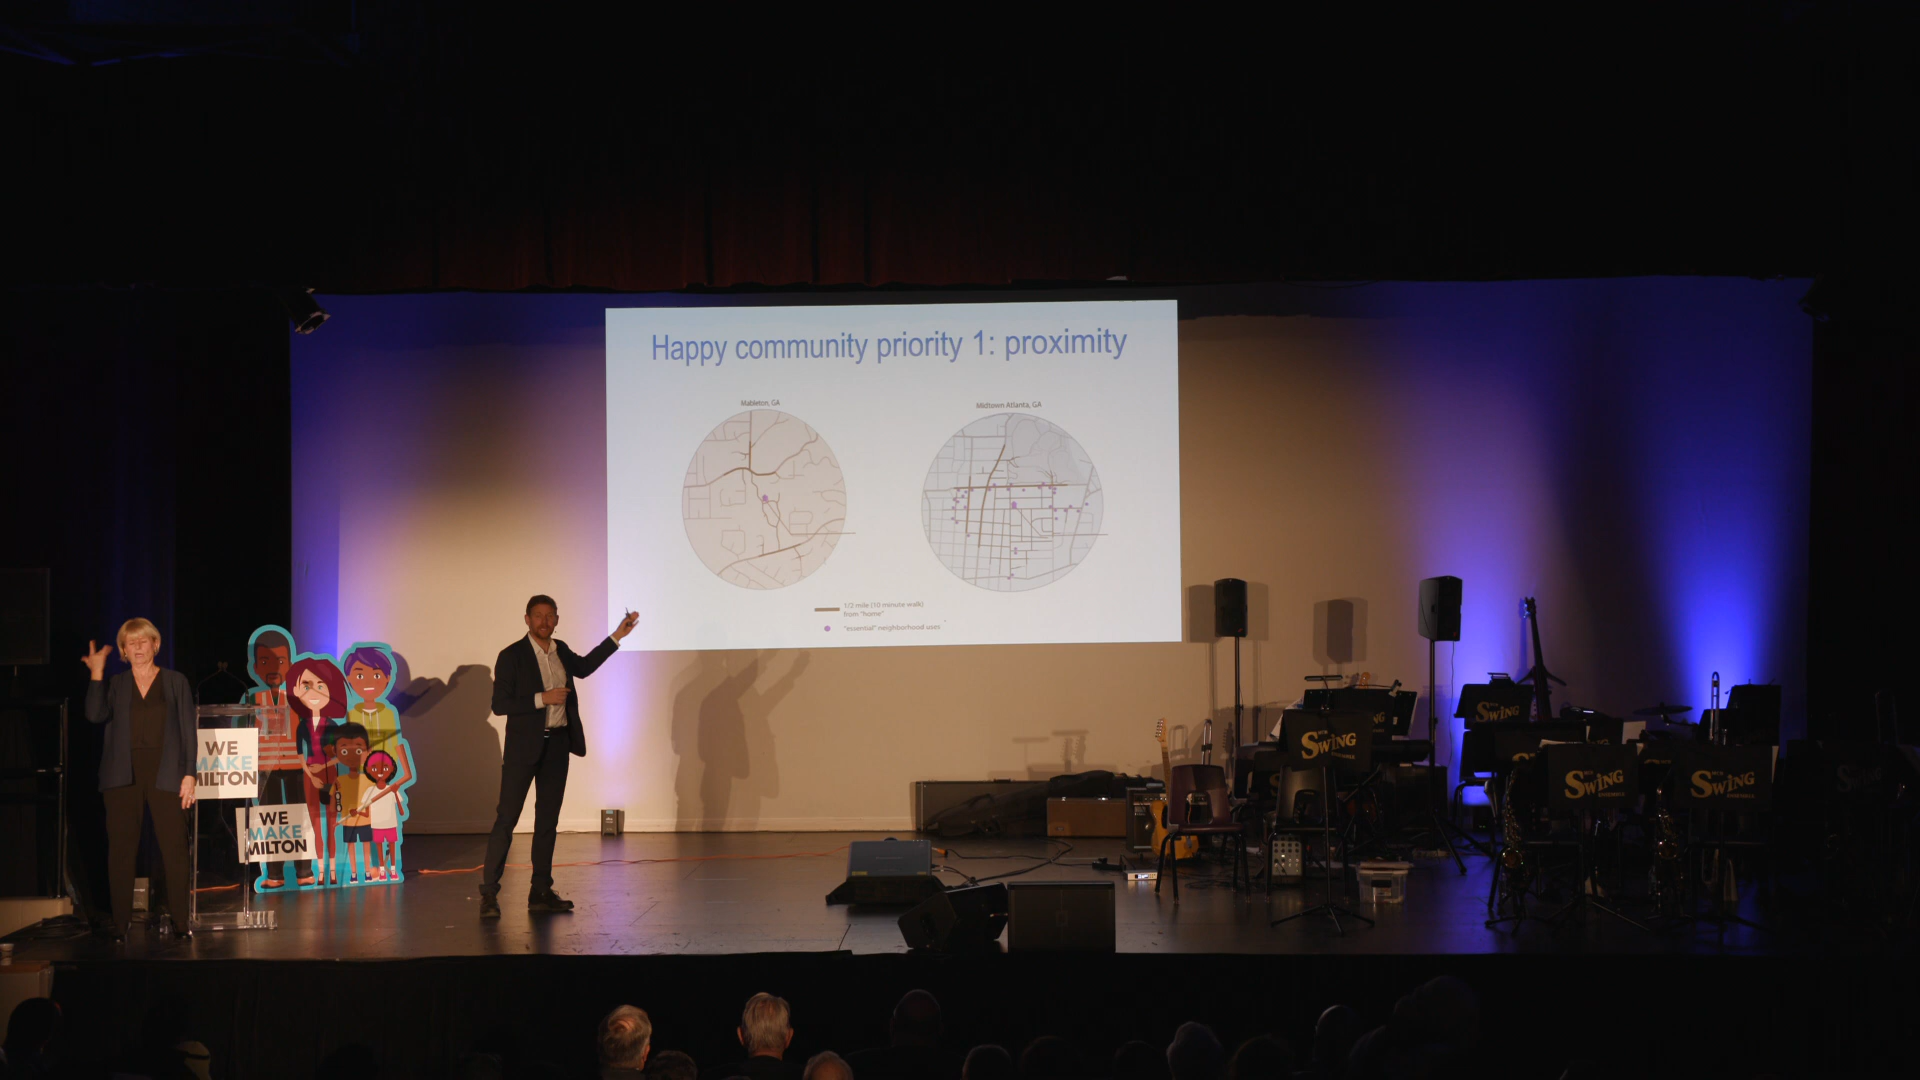 Happy community priority 1: proximity
Mableton, GA
Midtown Atlanta, GA
1/2 mile (10 minute walk)
from "home"
"essential" neighborhood uses
WE
MAKE
MILTON
WE
MAKE
MILTON
SWING
SWING
SWING
SWING